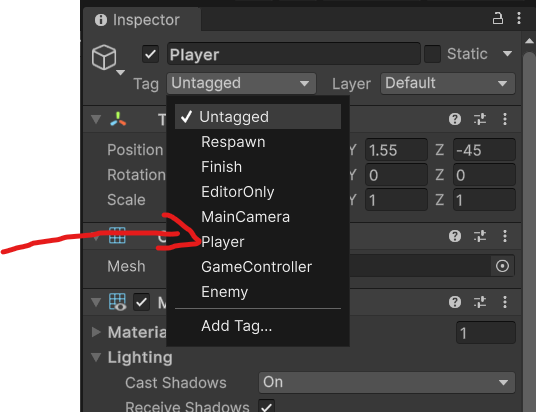 Inspector
Player Static
Tag Untagged Layer Default
Untagged
Respawn
Finish
EditorOnly
MainCamera
Player
GameController
Enemy
Add Tag...
Position Y 1.55 Z -45
Rotation Y 0 Z 0
Scale Y 1 Z 1
Mesh
Materia 1
Lighting
Cast Shadows On
Receive Shadows